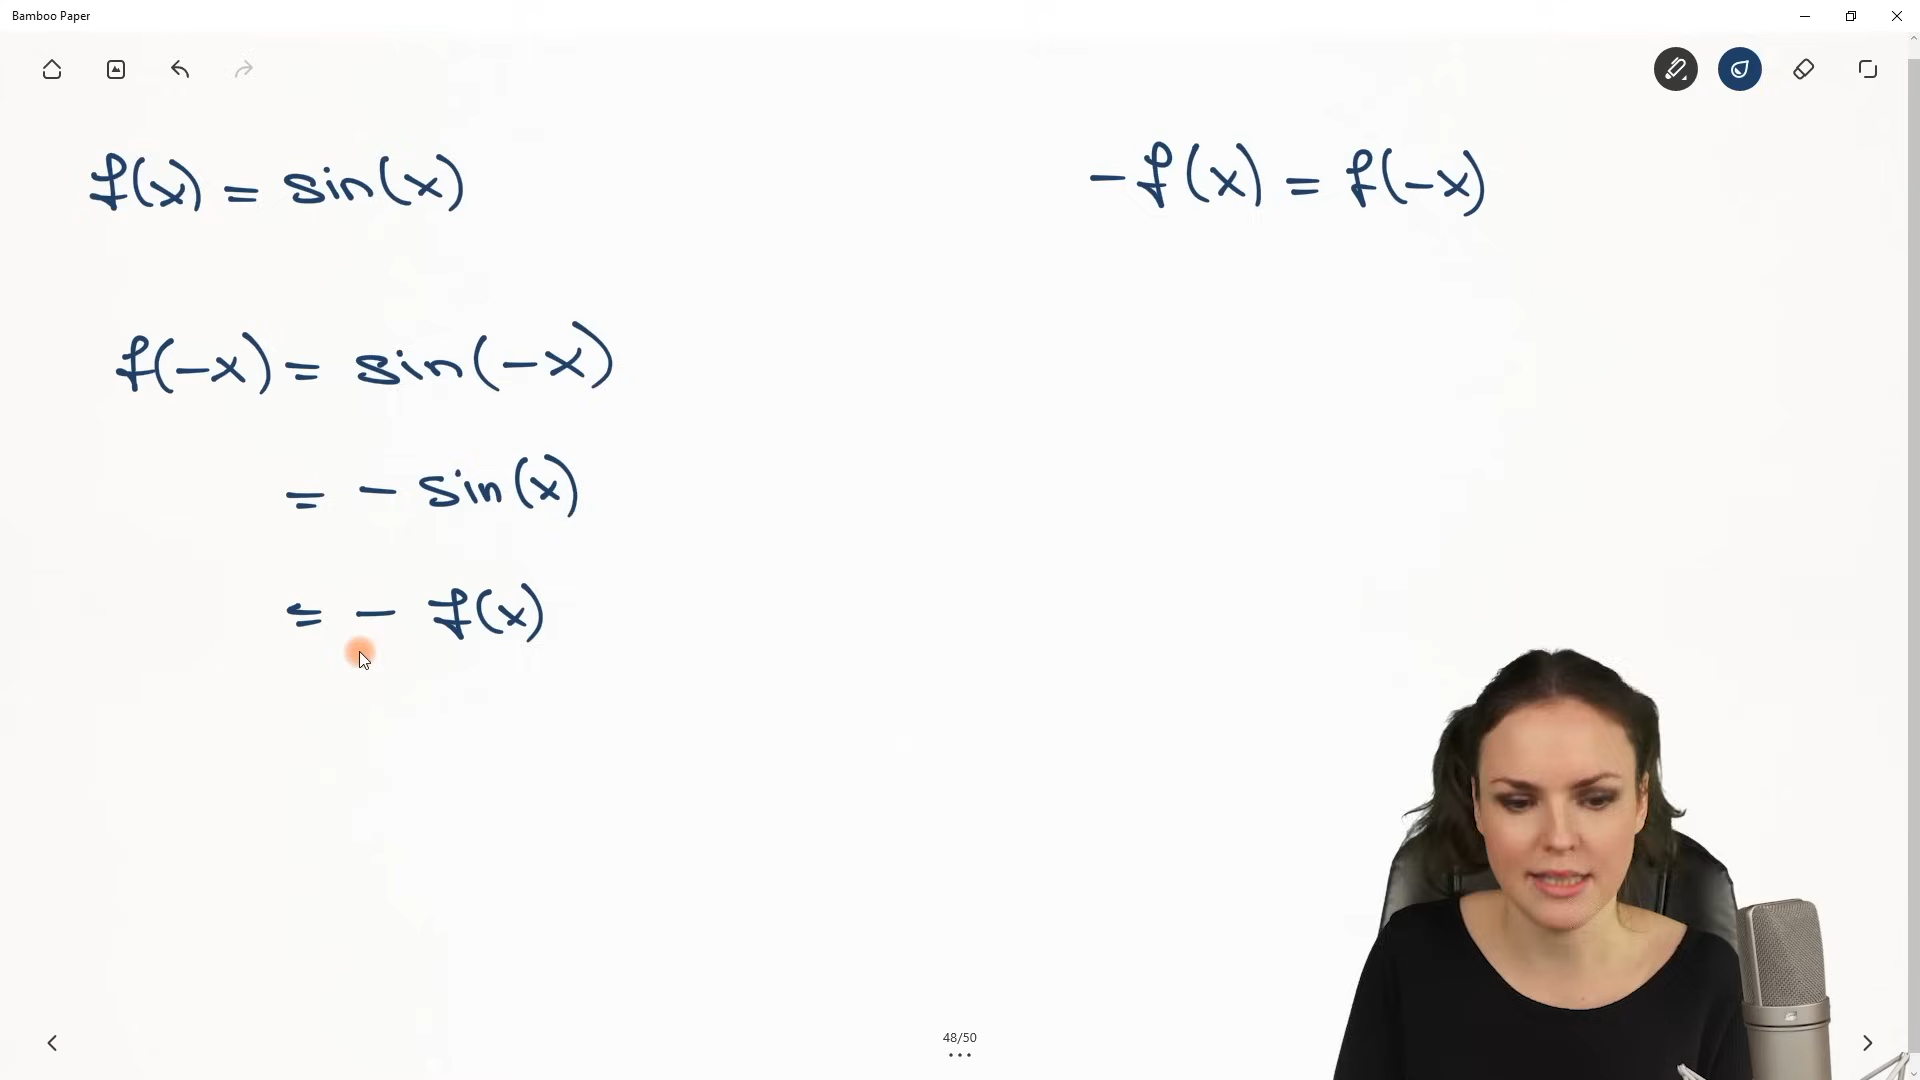 Bamboo Paper
f(x) = sin(x)
-f(x) = f(-x)
f(-x) = sin(-x)
= - sin(x)
= - f(x)
48/50